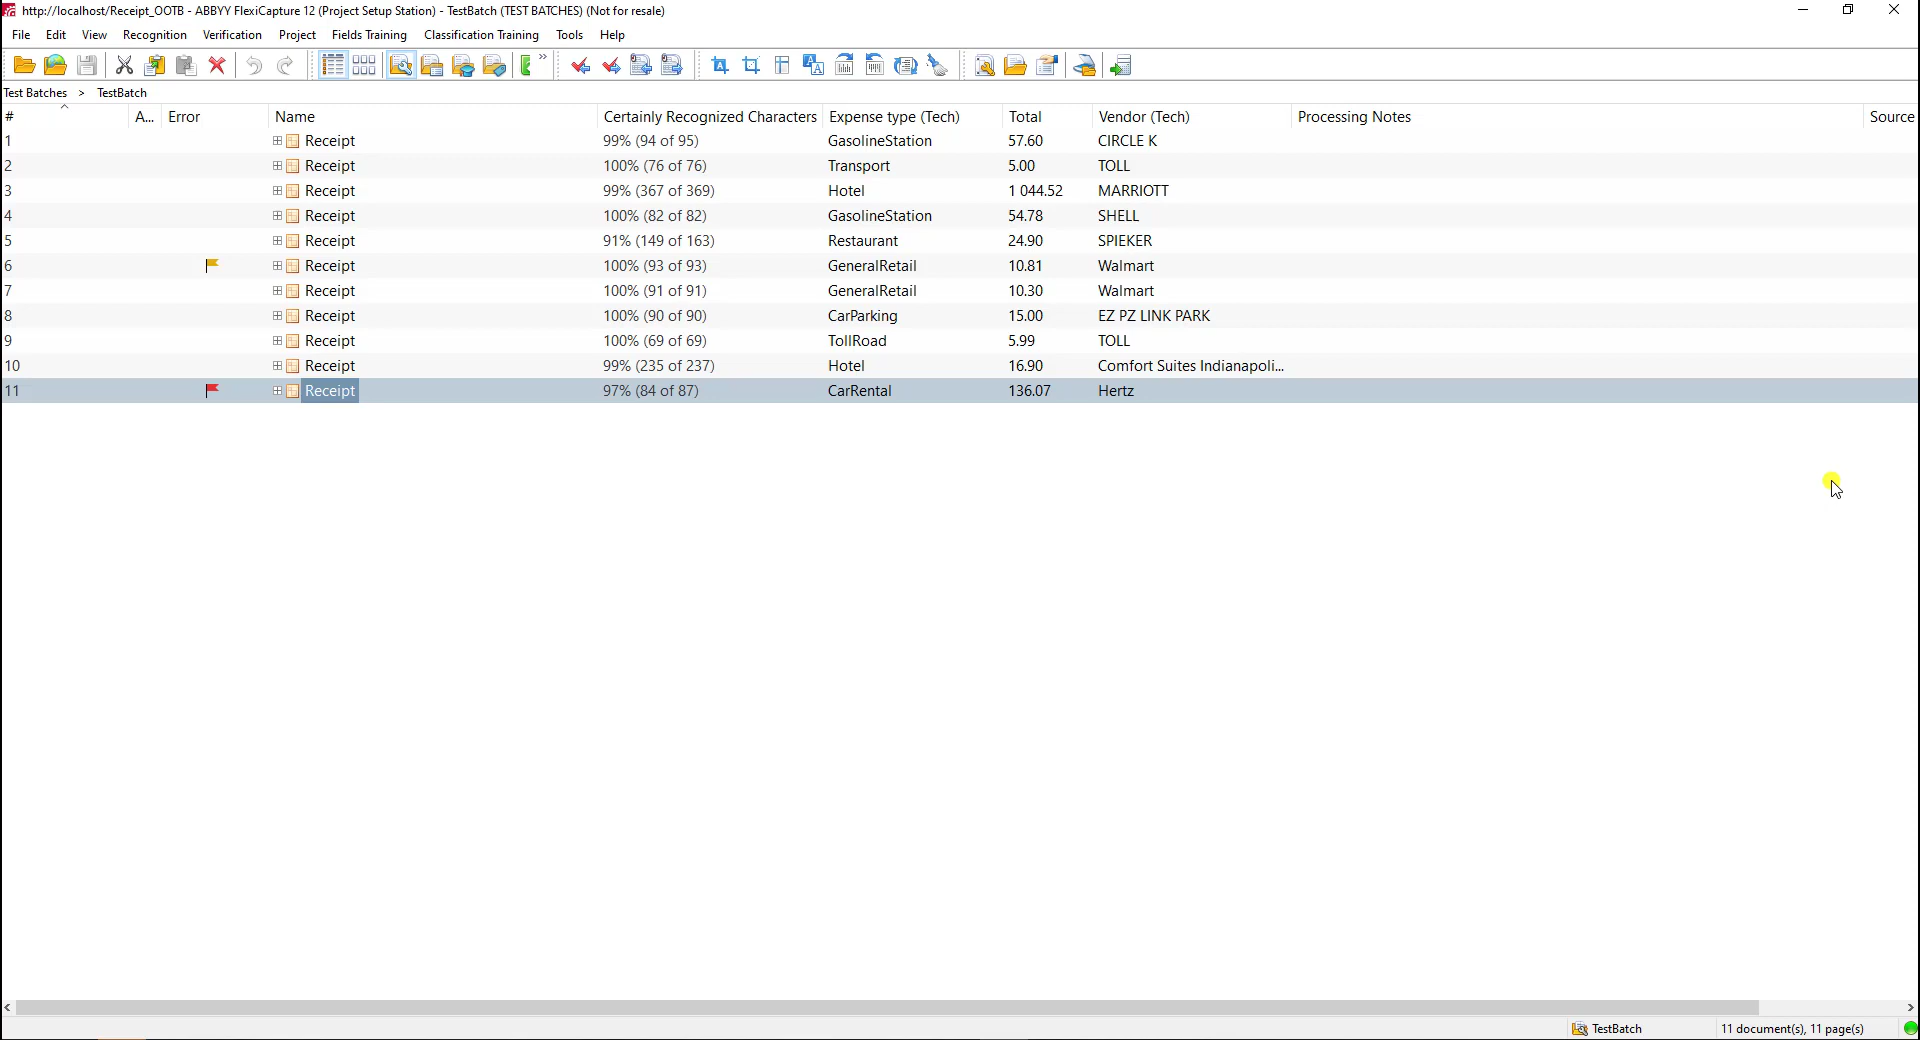 http://localhost/Receipt_OOTB - ABBYY FlexiCapture 12 (Project Setup Station) - TestBatch (TEST BATCHES) (Not for resale)
File Edit View Recognition Verification Project Fields Training Classification Training Tools Help
Test Batches > TestBatch
# A... Error Name Certainly Recognized Characters Expense type (Tech) Total Vendor (Tech) Processing Notes Source
1 Receipt 99% (94 of 95) GasolineStation 57.60 CIRCLE K
2 Receipt 100% (76 of 76) Transport 5.00 TOLL
3 Receipt 99% (367 of 369) Hotel 1 044.52 MARRIOTT
4 Receipt 100% (82 of 82) GasolineStation 54.78 SHELL
5 Receipt 91% (149 of 163) Restaurant 24.90 SPIEKER
6 Receipt 100% (93 of 93) GeneralRetail 10.81 Walmart
7 Receipt 100% (91 of 91) GeneralRetail 10.30 Walmart
8 Receipt 100% (90 of 90) CarParking 15.00 EZ PZ LINK PARK
9 Receipt 100% (69 of 69) TollRoad 5.99 TOLL
10 Receipt 99% (235 of 237) Hotel 16.90 Comfort Suites Indianapoli...
11 Receipt 97% (84 of 87) CarRental 136.07 Hertz
TestBatch 11 document(s), 11 page(s)